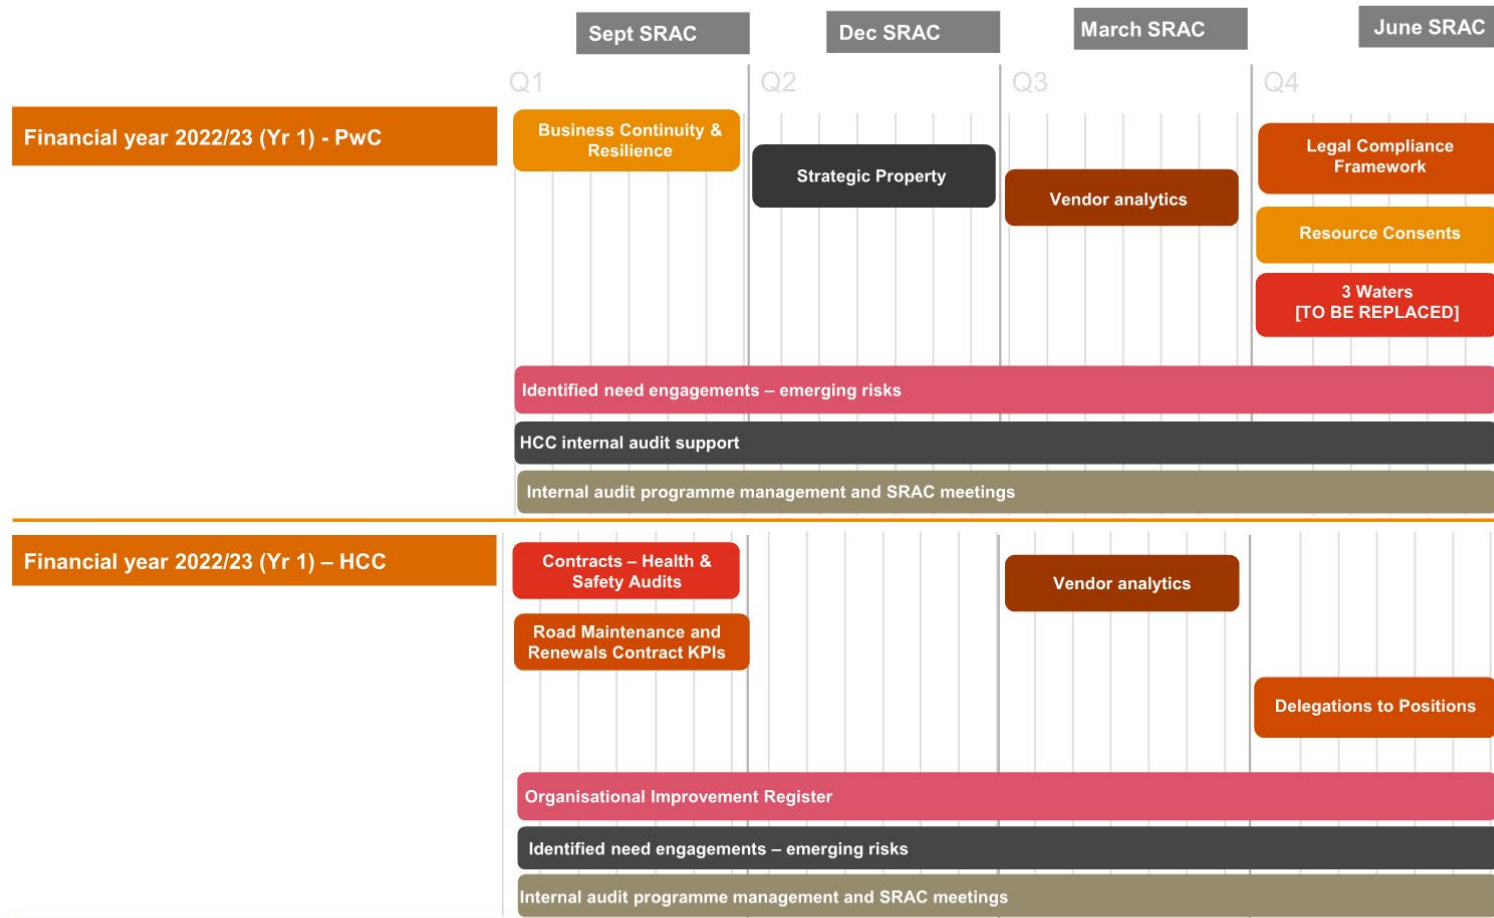 Sept SRAC
Dec SRAC
March SRAC
June SRAC
Q1
Q2
Q3
Q4
Financial year 2022/23 (Yr 1) - PwC
Business Continuity &
Resilience
Strategic Property
Vendor analytics
Legal Compliance
Framework
Resource Consents
3 Waters
[TO BE REPLACED]
Identified need engagements – emerging risks
HCC internal audit support
Internal audit programme management and SRAC meetings
Financial year 2022/23 (Yr 1) – HCC
Contracts – Health &
Safety Audits
Road Maintenance and
Renewals Contract KPIs
Vendor analytics
Delegations to Positions
Organisational Improvement Register
Identified need engagements – emerging risks
Internal audit programme management and SRAC meetings